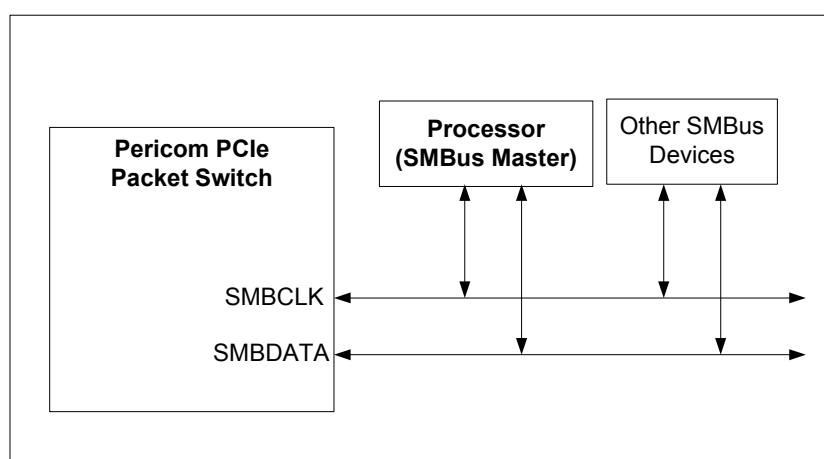 Pericom PCIe
Packet Switch
Processor
(SMBus Master)
Other SMBus
Devices
SMBCLK
SMBDATA